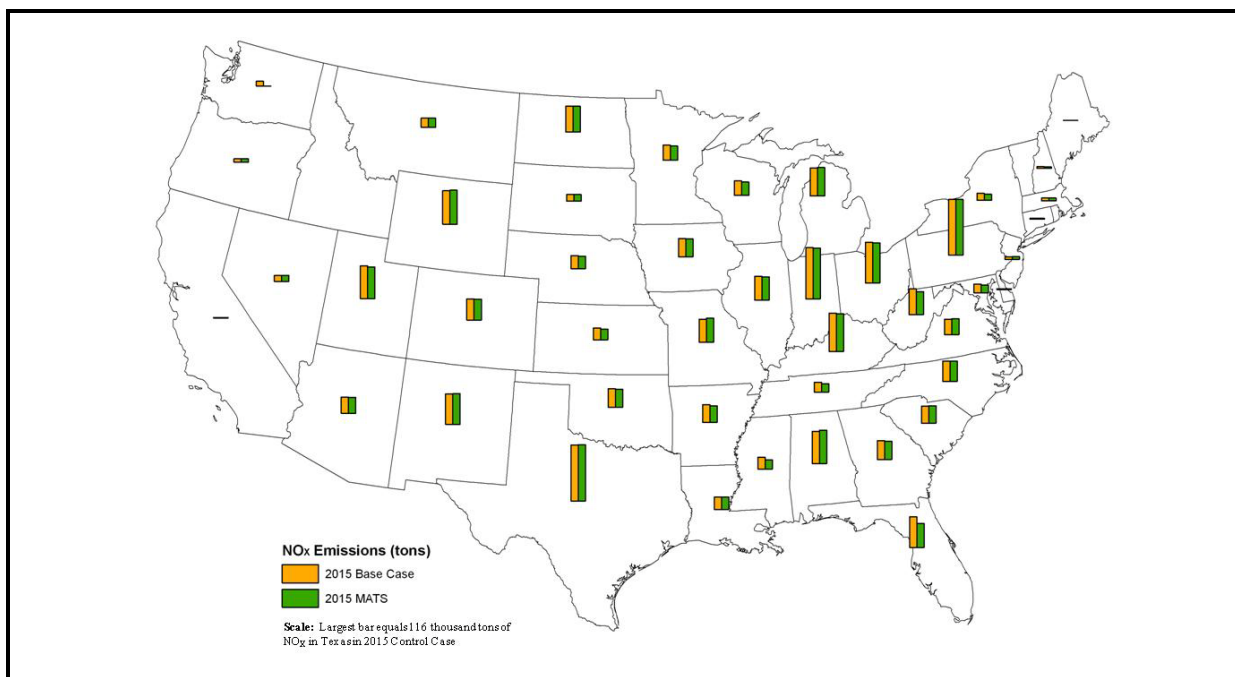 NOx Emissions (tons)
2015 Base Case
2015 MATS
Scale: Largest bar equals 116 thousand tons of
NOX in Texas in 2015 Control Case